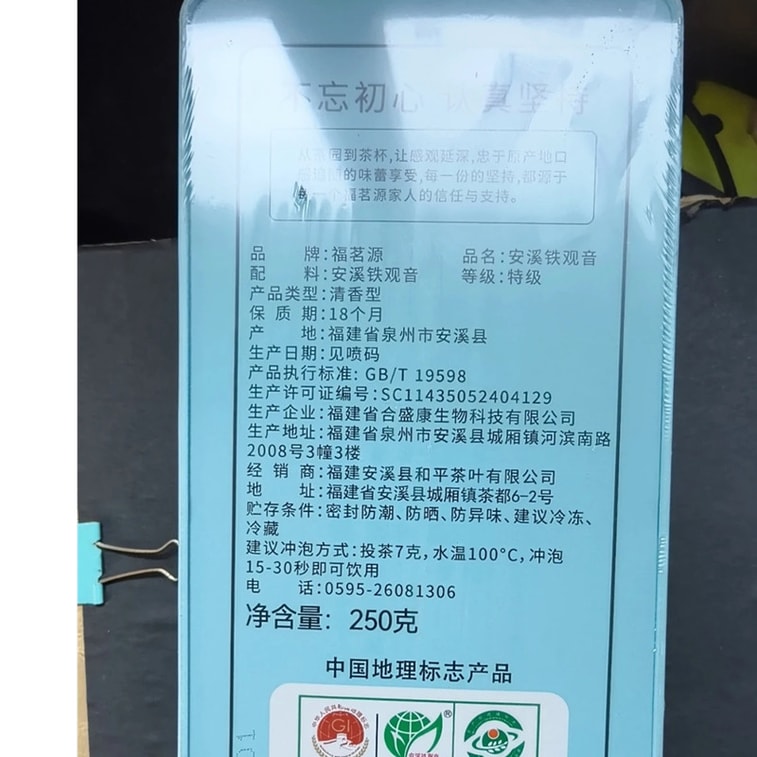 不忘初心 认真坚持
从茶园到茶杯,让感观延深,忠于原产地口
的味蕾享受,每一份的坚持,都源于
每一个福茗源家人的信任与支持。
品 牌:福茗源 品名:安溪铁观音
配 料:安溪铁观音 等级:特级
产品类型:清香型
保 质 期:18个月
产 地:福建省泉州市安溪县
生产日期:见喷码
产品执行标准: GB/T 19598
生产许可证编号:SC11435052404129
生产企业:福建省合盛康生物科技有限公司
生产地址:福建省泉州市安溪县城厢镇河滨南路
2008号3幢3楼
经 销 商:福建安溪县和平茶叶有限公司
地 址:福建省安溪县城厢镇茶都6-2号
贮存条件:密封防潮、防晒、防异味、建议冷冻、
冷藏
建议冲泡方式:投茶7克,水温100°C,冲泡
15-30秒即可饮用
电 话:0595-26081306
净含量: 250克
中国地理标志产品
GI
®